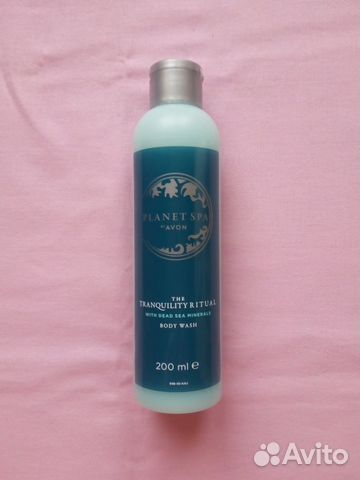 PLANET SPA
BY AVON
THE
TRANQUILITY RITUAL
WITH DEAD SEA MINERALS
BODY WASH
200 ml ℮
Avito